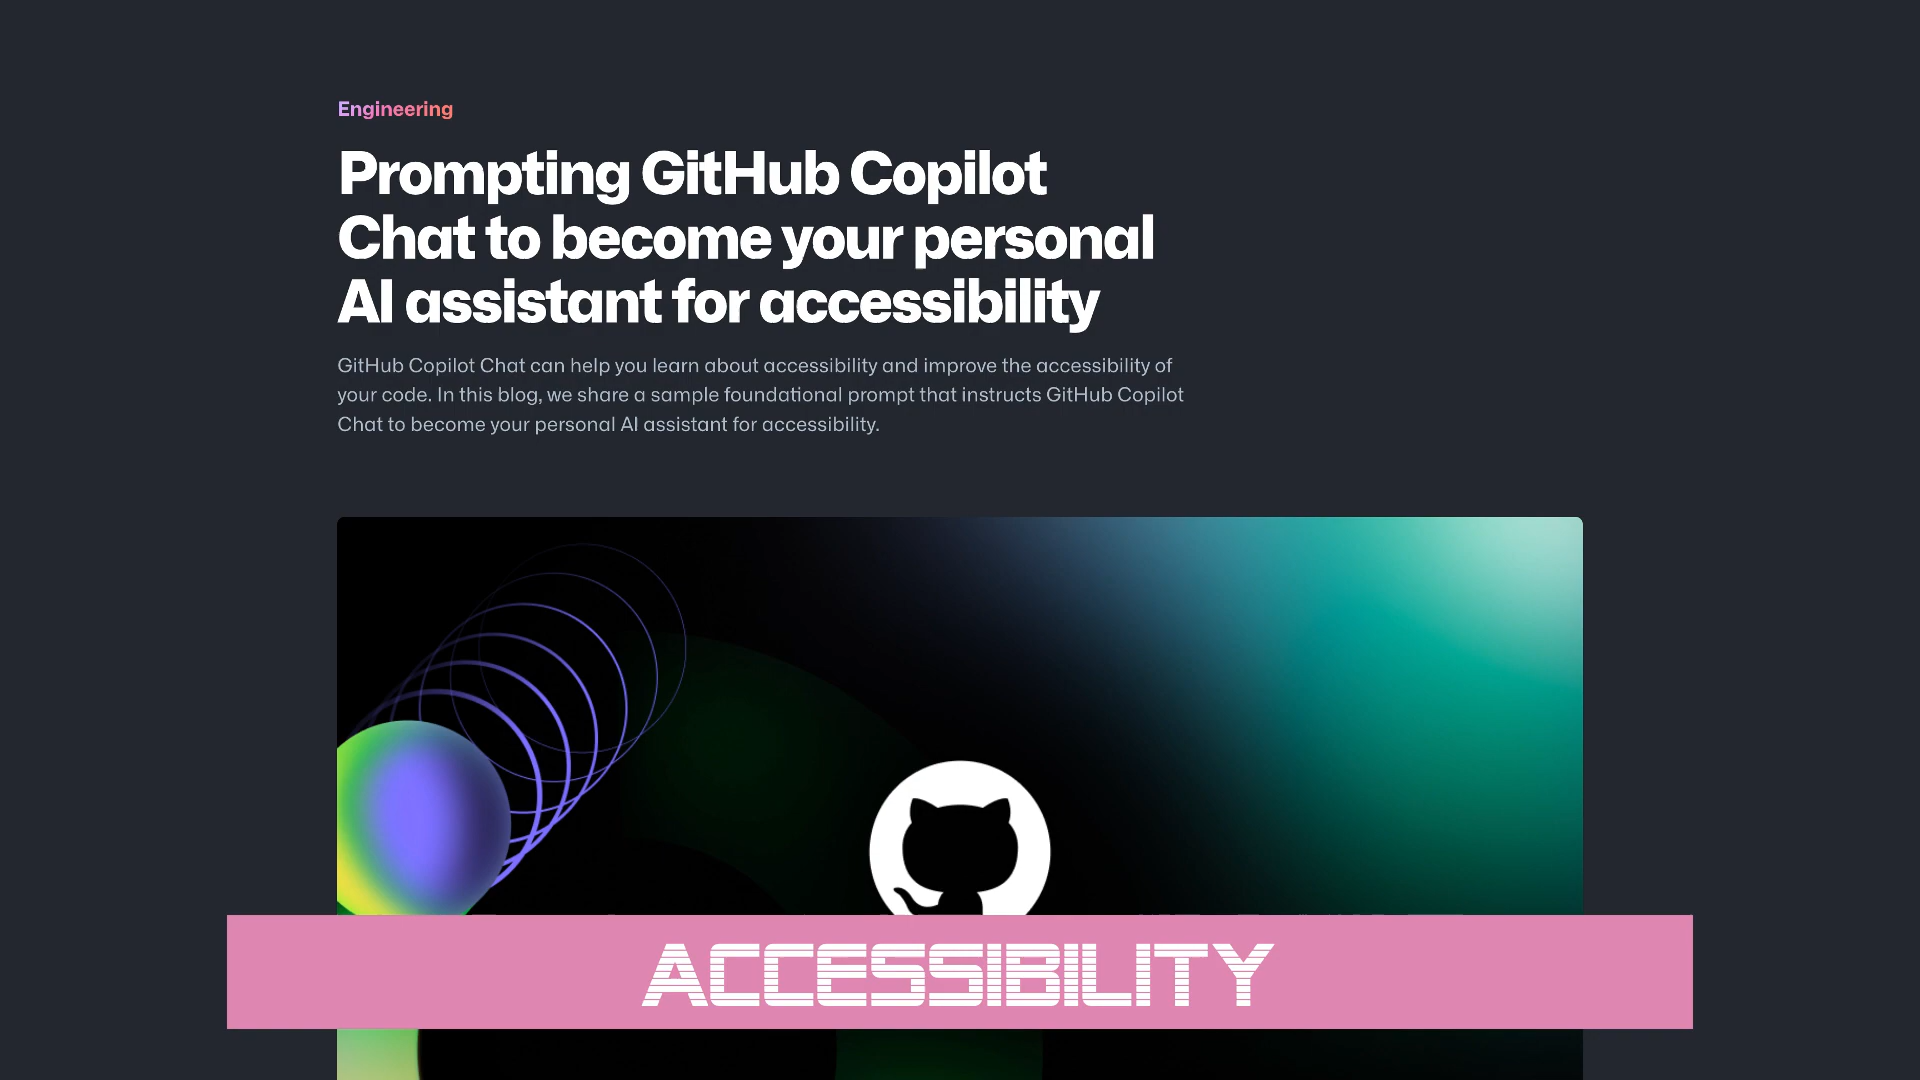 Engineering
Prompting GitHub Copilot
Chat to become your personal
AI assistant for accessibility
GitHub Copilot Chat can help you learn about accessibility and improve the accessibility of
your code. In this blog, we share a sample foundational prompt that instructs GitHub Copilot
Chat to become your personal AI assistant for accessibility.
ACCESSIBILITY